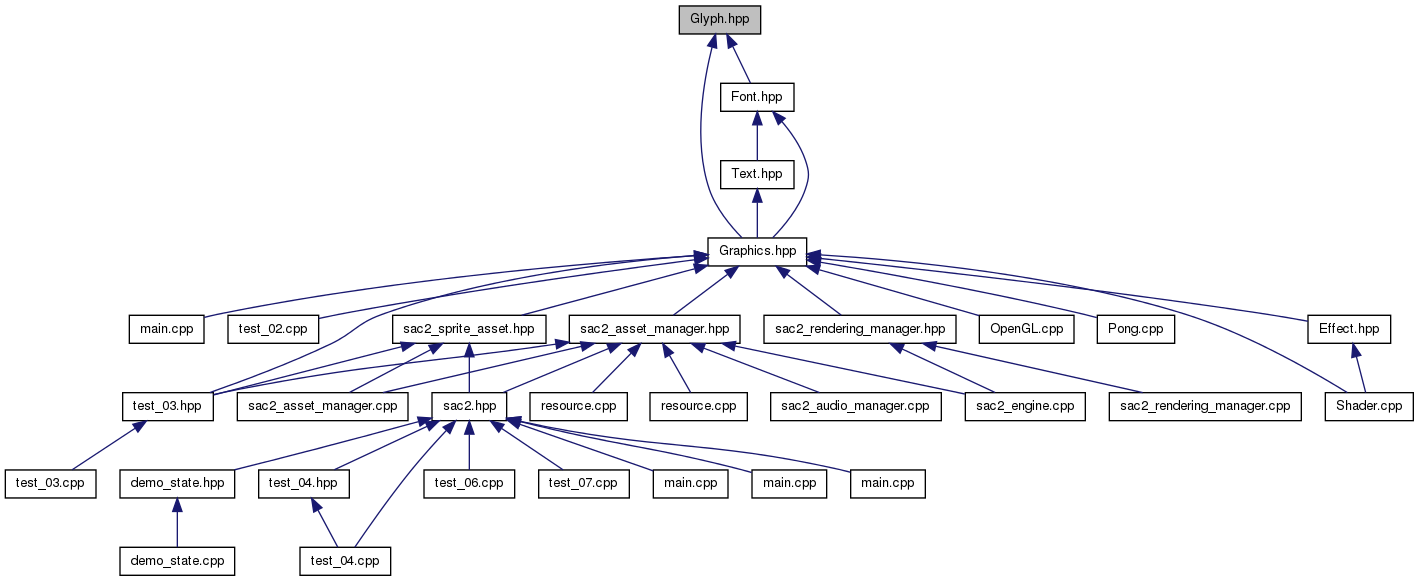 Glyph.hpp
Font.hpp
Text.hpp
Graphics.hpp
main.cpp
test_02.cpp
sac2_sprite_asset.hpp
sac2_asset_manager.hpp
sac2_rendering_manager.hpp
OpenGL.cpp
Pong.cpp
Effect.hpp
test_03.hpp
sac2_asset_manager.cpp
sac2.hpp
resource.cpp
resource.cpp
sac2_audio_manager.cpp
sac2_engine.cpp
sac2_rendering_manager.cpp
Shader.cpp
test_03.cpp
demo_state.hpp
test_04.hpp
test_06.cpp
test_07.cpp
main.cpp
main.cpp
main.cpp
demo_state.cpp
test_04.cpp